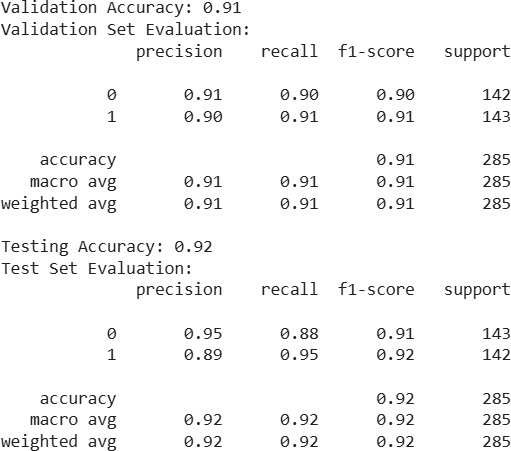 Validation Accuracy: 0.91
Validation Set Evaluation:
              precision    recall  f1-score   support

           0       0.91      0.90      0.90       142
           1       0.90      0.91      0.91       143

    accuracy                           0.91       285
   macro avg       0.91      0.91      0.91       285
weighted avg       0.91      0.91      0.91       285

Testing Accuracy: 0.92
Test Set Evaluation:
              precision    recall  f1-score   support

           0       0.95      0.88      0.91       143
           1       0.89      0.95      0.92       142

    accuracy                           0.92       285
   macro avg       0.92      0.92      0.92       285
weighted avg       0.92      0.92      0.92       285